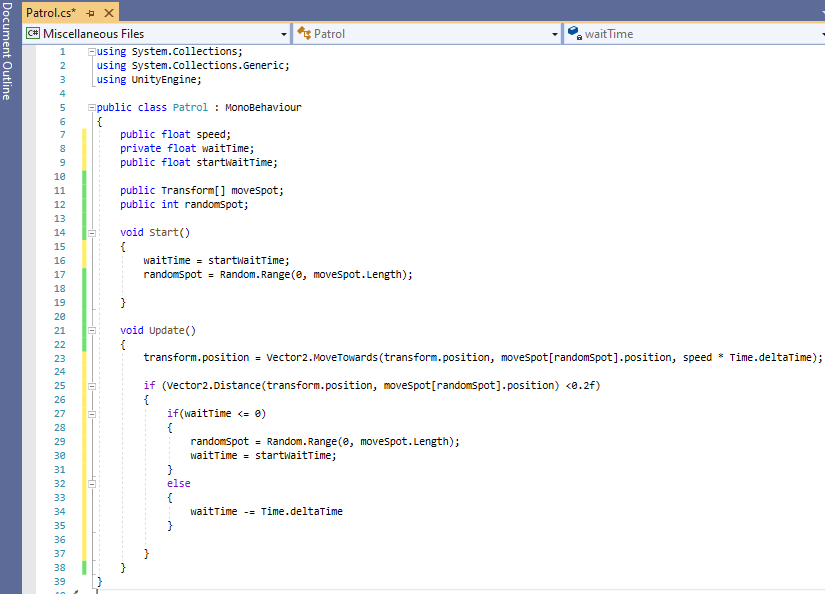 Document Outline
Patrol.cs*
C# Miscellaneous Files
Patrol
waitTime
1 using System.Collections;
2 using System.Collections.Generic;
3 using UnityEngine;
4
5 public class Patrol : MonoBehaviour
6 {
7 public float speed;
8 private float waitTime;
9 public float startWaitTime;
10
11 public Transform[] moveSpot;
12 public int randomSpot;
13
14 void Start()
15 {
16 waitTime = startWaitTime;
17 randomSpot = Random.Range(0, moveSpot.Length);
18
19 }
20
21 void Update()
22 {
23 transform.position = Vector2.MoveTowards(transform.position, moveSpot[randomSpot].position, speed * Time.deltaTime);
24
25 if (Vector2.Distance(transform.position, moveSpot[randomSpot].position) <0.2f)
26 {
27 if(waitTime <= 0)
28 {
29 randomSpot = Random.Range(0, moveSpot.Length);
30 waitTime = startWaitTime;
31 }
32 else
33 {
34 waitTime -= Time.deltaTime
35 }
36
37 }
38 }
39 }